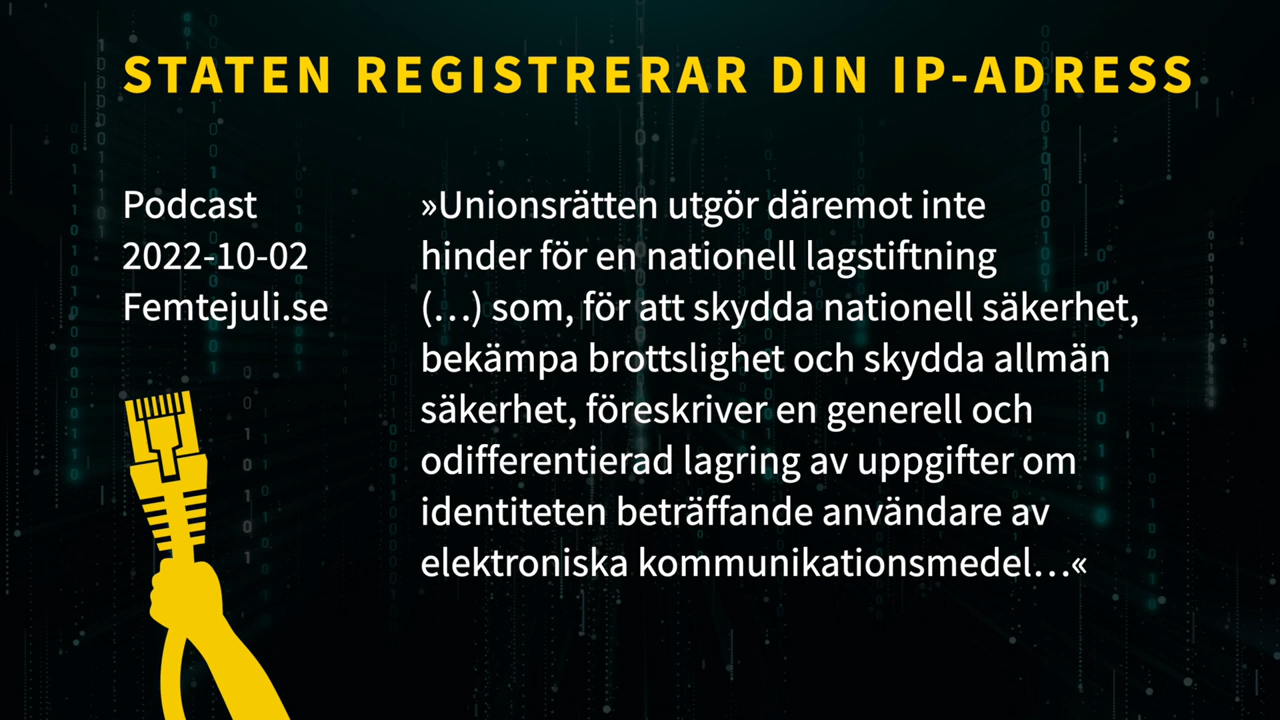 STATEN REGISTRERAR DIN IP-ADRESS
Podcast
2022-10-02
Femtejuli.se
»Unionsrätten utgör däremot inte
hinder för en nationell lagstiftning
(…) som, för att skydda nationell säkerhet,
bekämpa brottslighet och skydda allmän
säkerhet, föreskriver en generell och
odifferentierad lagring av uppgifter om
identiteten beträffande användare av
elektroniska kommunikationsmedel…«